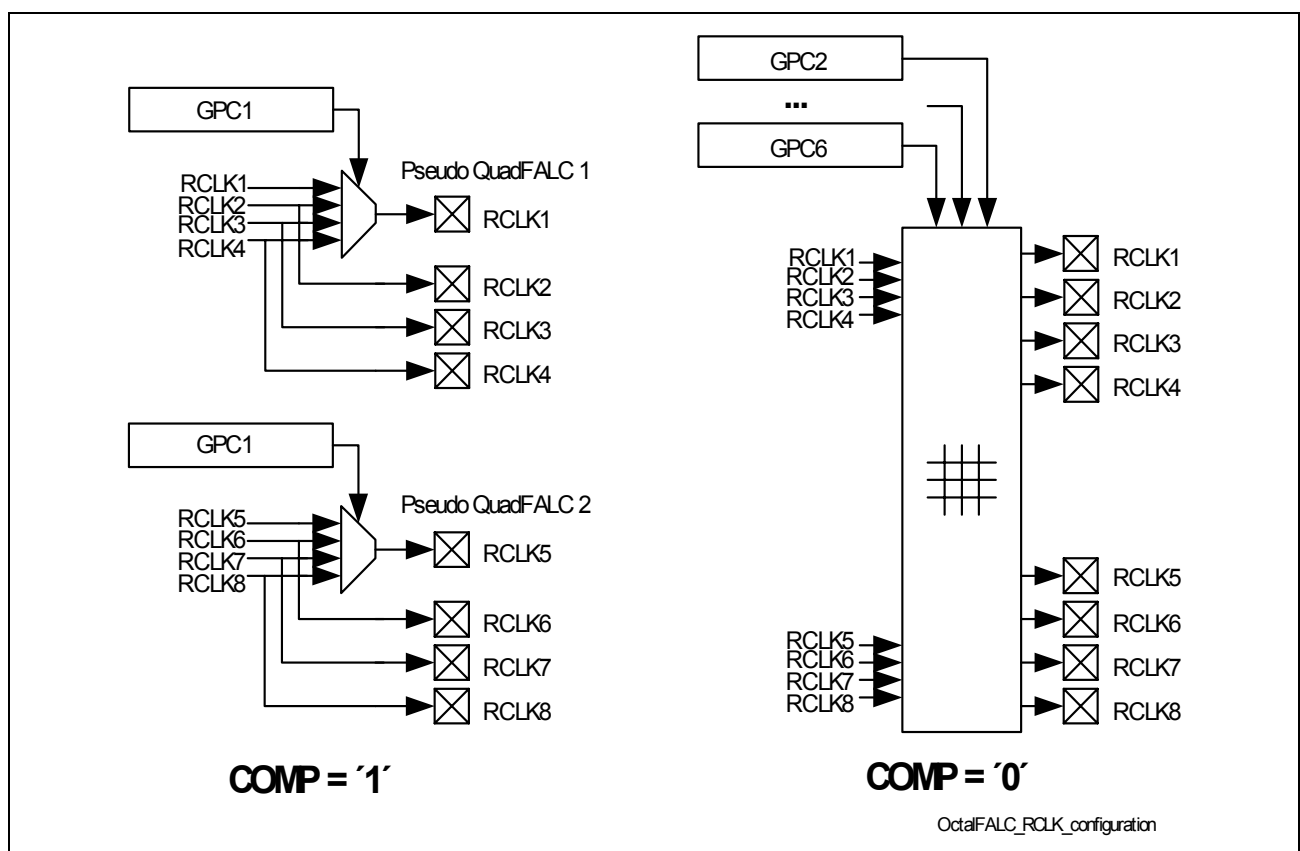 GPC1
RCLK1
RCLK2
RCLK3
RCLK4
Pseudo QuadFALC 1
RCLK1
RCLK2
RCLK3
RCLK4
GPC1
RCLK5
RCLK6
RCLK7
RCLK8
Pseudo QuadFALC 2
RCLK5
RCLK6
RCLK7
RCLK8
COMP = ´1´
GPC2
...
GPC6
RCLK1
RCLK2
RCLK3
RCLK4
RCLK1
RCLK2
RCLK3
RCLK4
RCLK5
RCLK6
RCLK7
RCLK8
RCLK5
RCLK6
RCLK7
RCLK8
COMP = ´0´
OctalFALC_RCLK_configuration